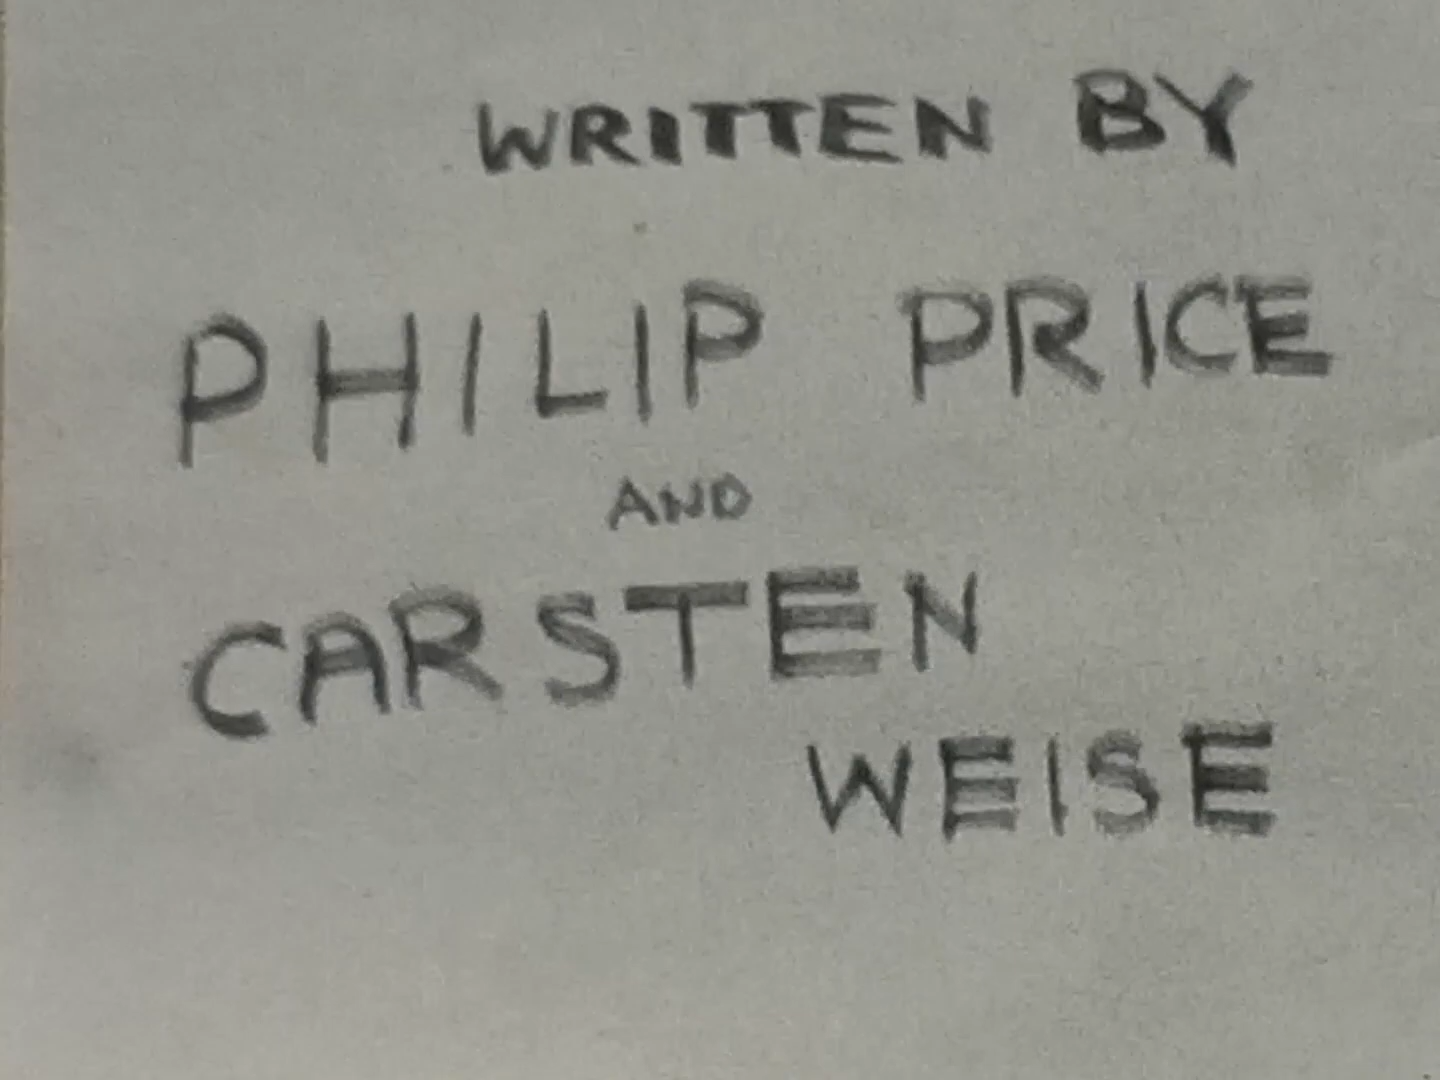 WRITTEN BY
PHILIP PRICE
AND
CARSTEN
WEISE